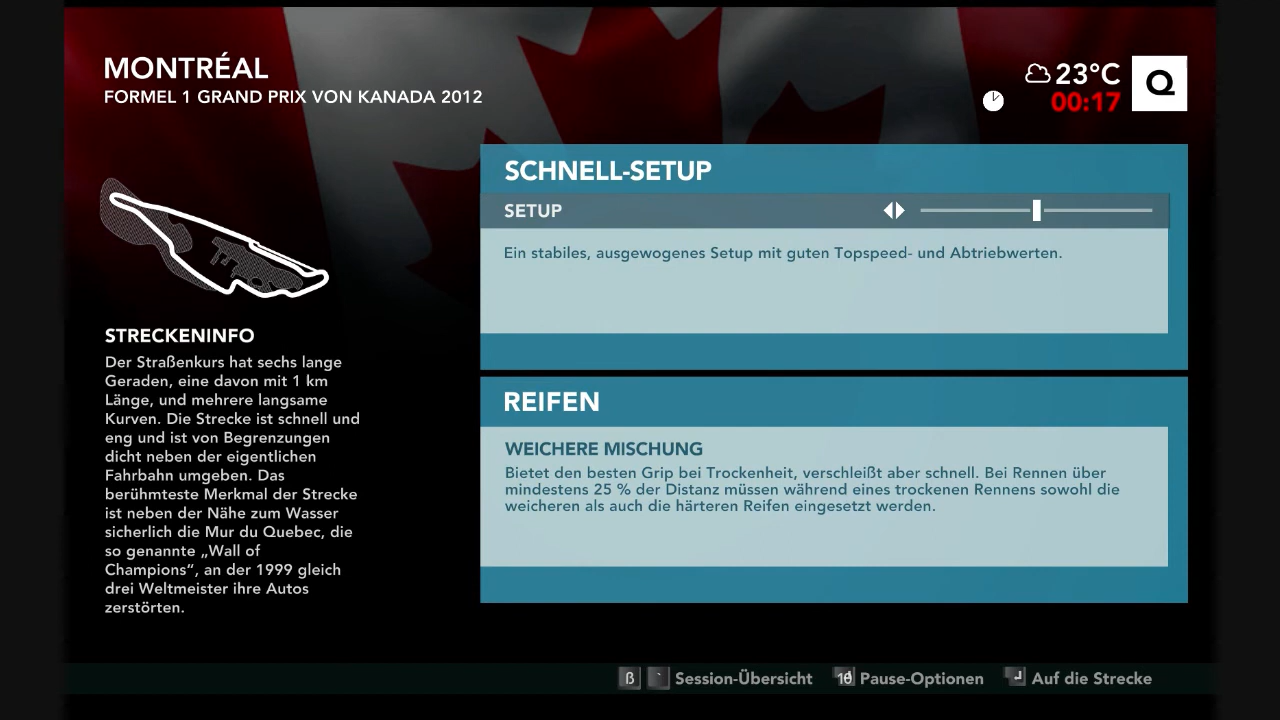 MONTRÉAL
FORMEL 1 GRAND PRIX VON KANADA 2012
23°C
00:17
Q
SCHNELL-SETUP
SETUP
Ein stabiles, ausgewogenes Setup mit guten Topspeed- und Abtriebwerten.
STRECKENINFO
Der Straßenkurs hat sechs lange
Geraden, eine davon mit 1 km
Länge, und mehrere langsame
Kurven. Die Strecke ist schnell und
eng und ist von Begrenzungen
dicht neben der eigentlichen
Fahrbahn umgeben. Das
berühmteste Merkmal der Strecke
ist neben der Nähe zum Wasser
sicherlich die Mur du Quebec, die
so genannte „Wall of
Champions“, an der 1999 gleich
drei Weltmeister ihre Autos
zerstörten.
REIFEN
WEICHERE MISCHUNG
Bietet den besten Grip bei Trockenheit, verschleißt aber schnell. Bei Rennen über
mindestens 25 % der Distanz müssen während eines trockenen Rennens sowohl die
weicheren als auch die härteren Reifen eingesetzt werden.
ß ` Session-Übersicht Pause-Optionen Auf die Strecke